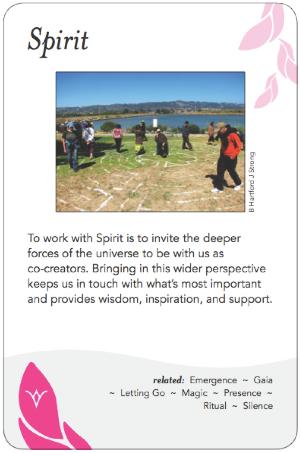 Spirit
B Hartford J Strong
To work with Spirit is to invite the deeper
forces of the universe to be with us as
co-creators. Bringing in this wider perspective
keeps us in touch with what's most important
and provides wisdom, inspiration, and support.
related: Emergence ~ Gaia
~ Letting Go ~ Magic ~ Presence ~
Ritual ~ Silence